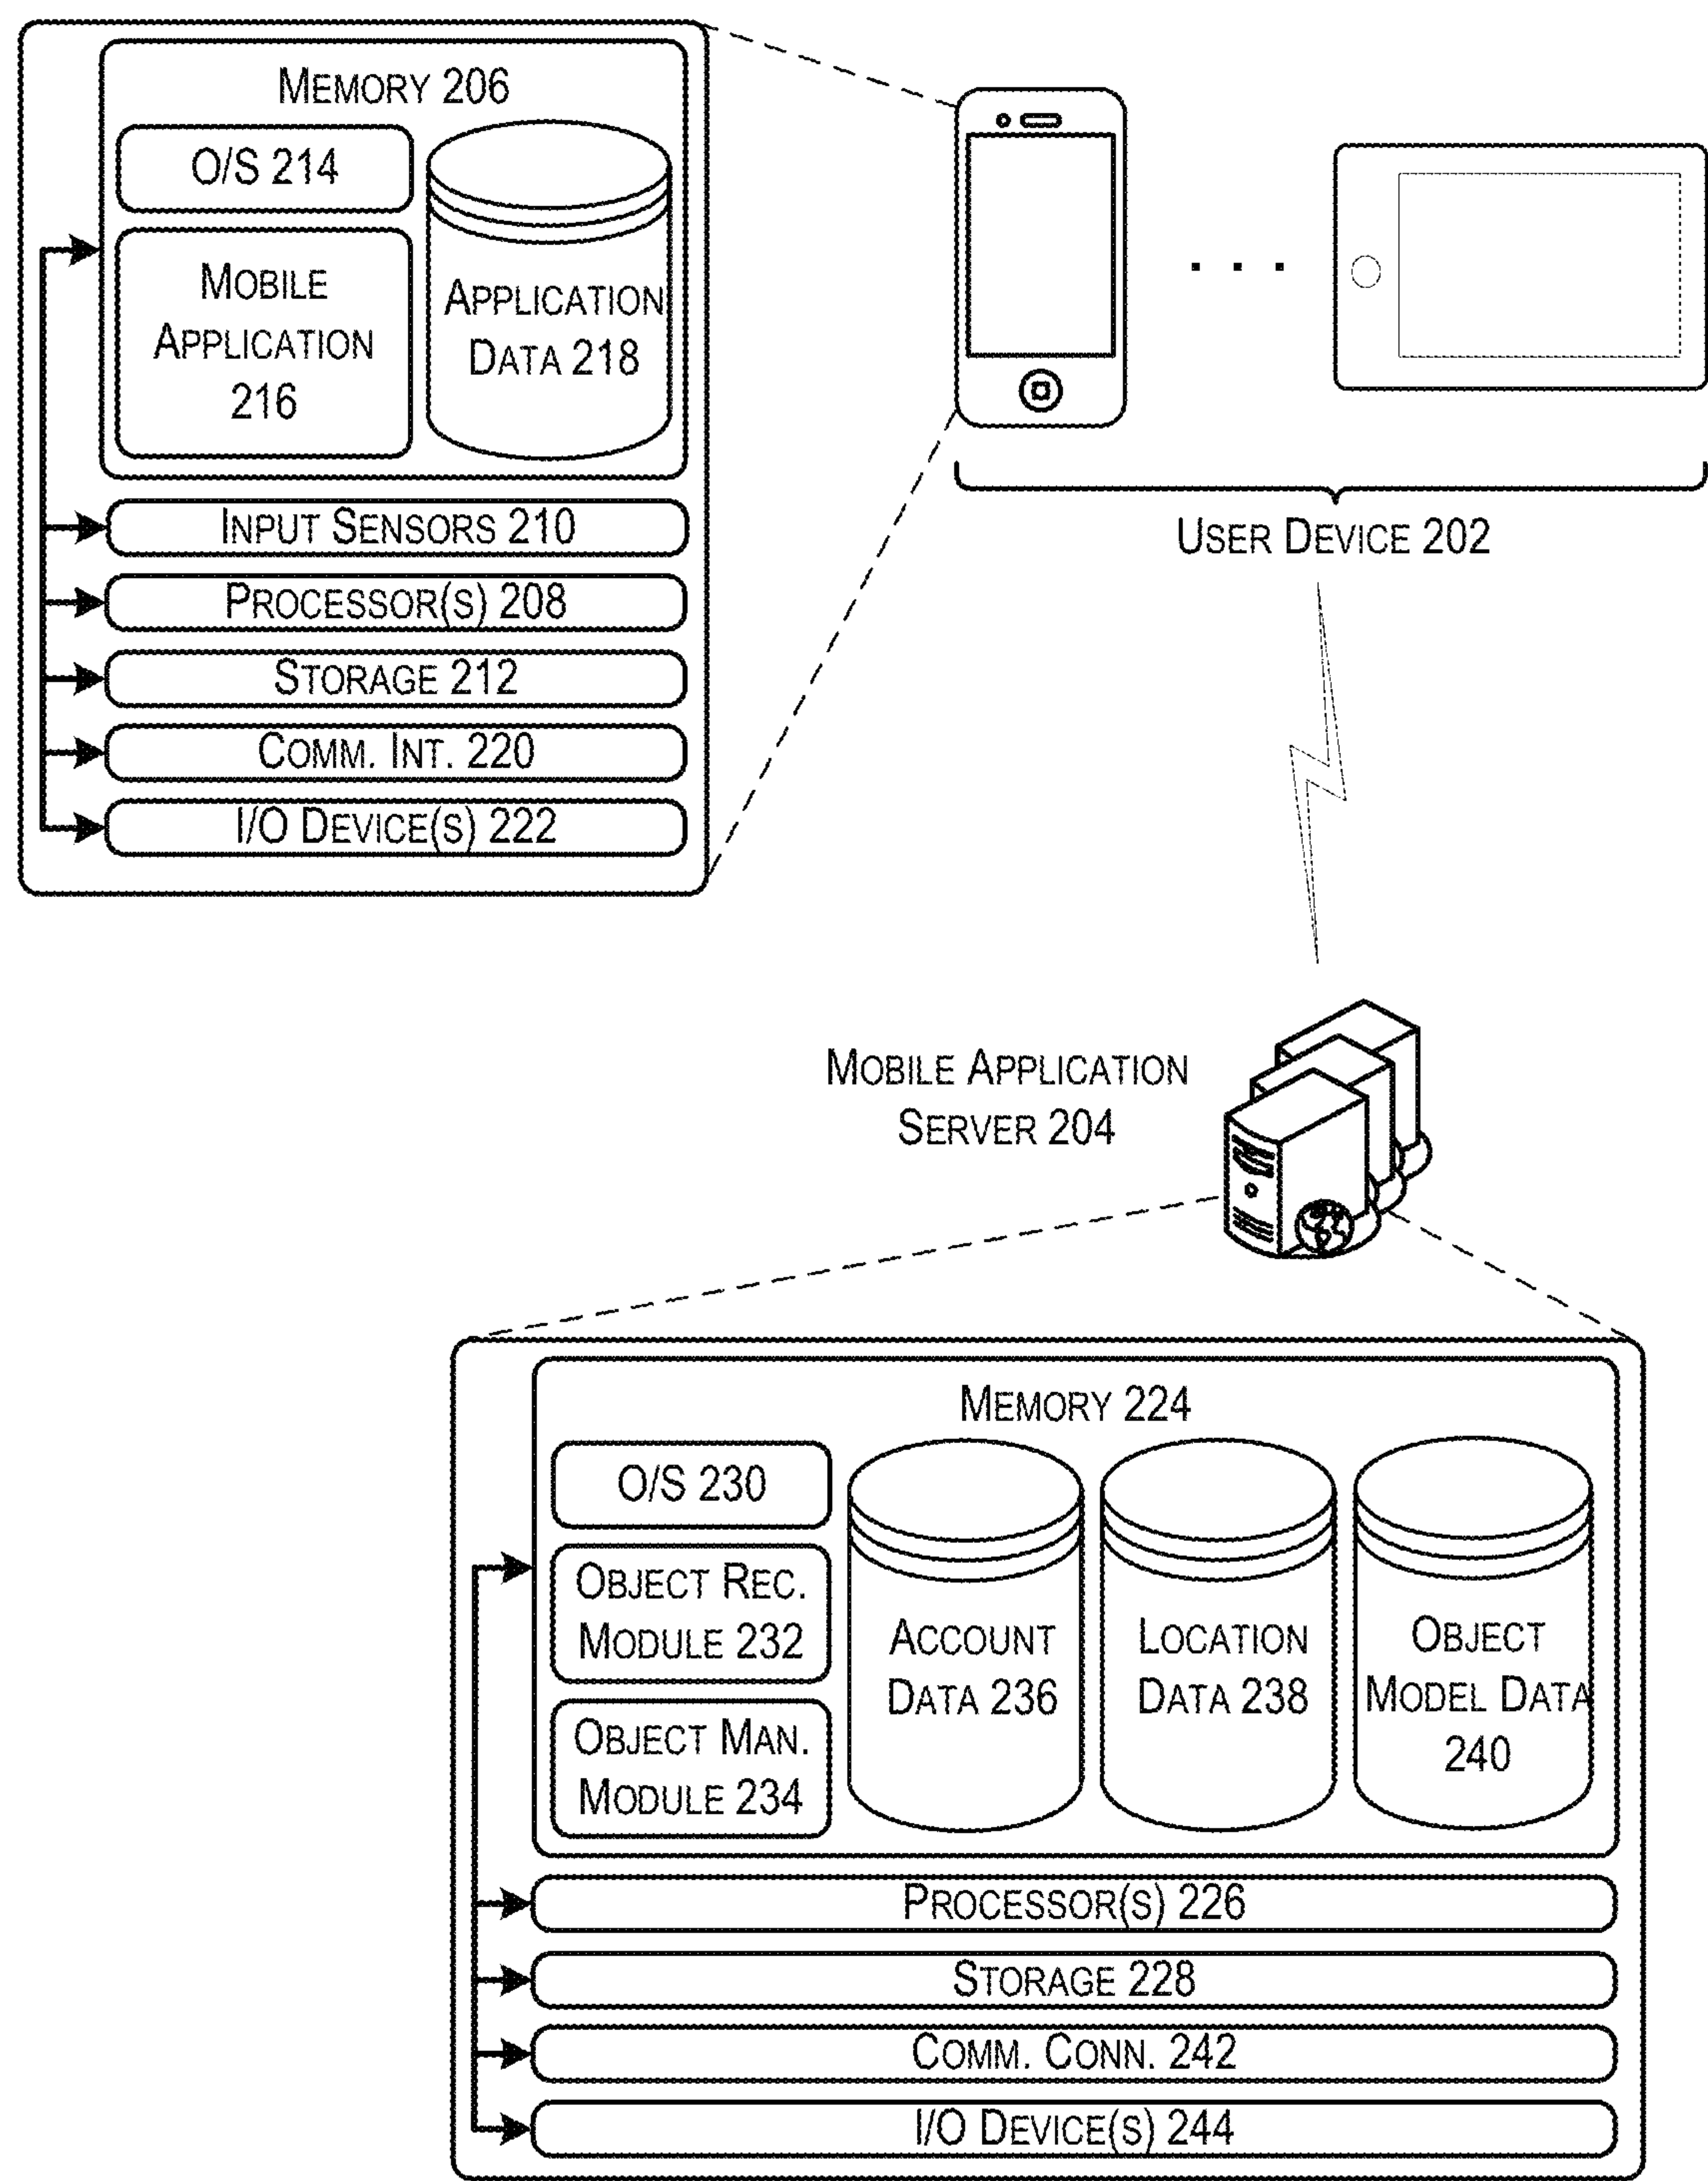 MEMORY 206
O/S 214
MOBILE
APPLICATION
216
APPLICATION
DATA 218
INPUT SENSORS 210
PROCESSOR(S) 208
STORAGE 212
COMM. INT. 220
I/O DEVICE(S) 222
. . .
USER DEVICE 202
MOBILE APPLICATION
SERVER 204
MEMORY 224
O/S 230
OBJECT REC.
MODULE 232
OBJECT MAN.
MODULE 234
ACCOUNT
DATA 236
LOCATION
DATA 238
OBJECT
MODEL DATA
240
PROCESSOR(S) 226
STORAGE 228
COMM. CONN. 242
I/O DEVICE(S) 244